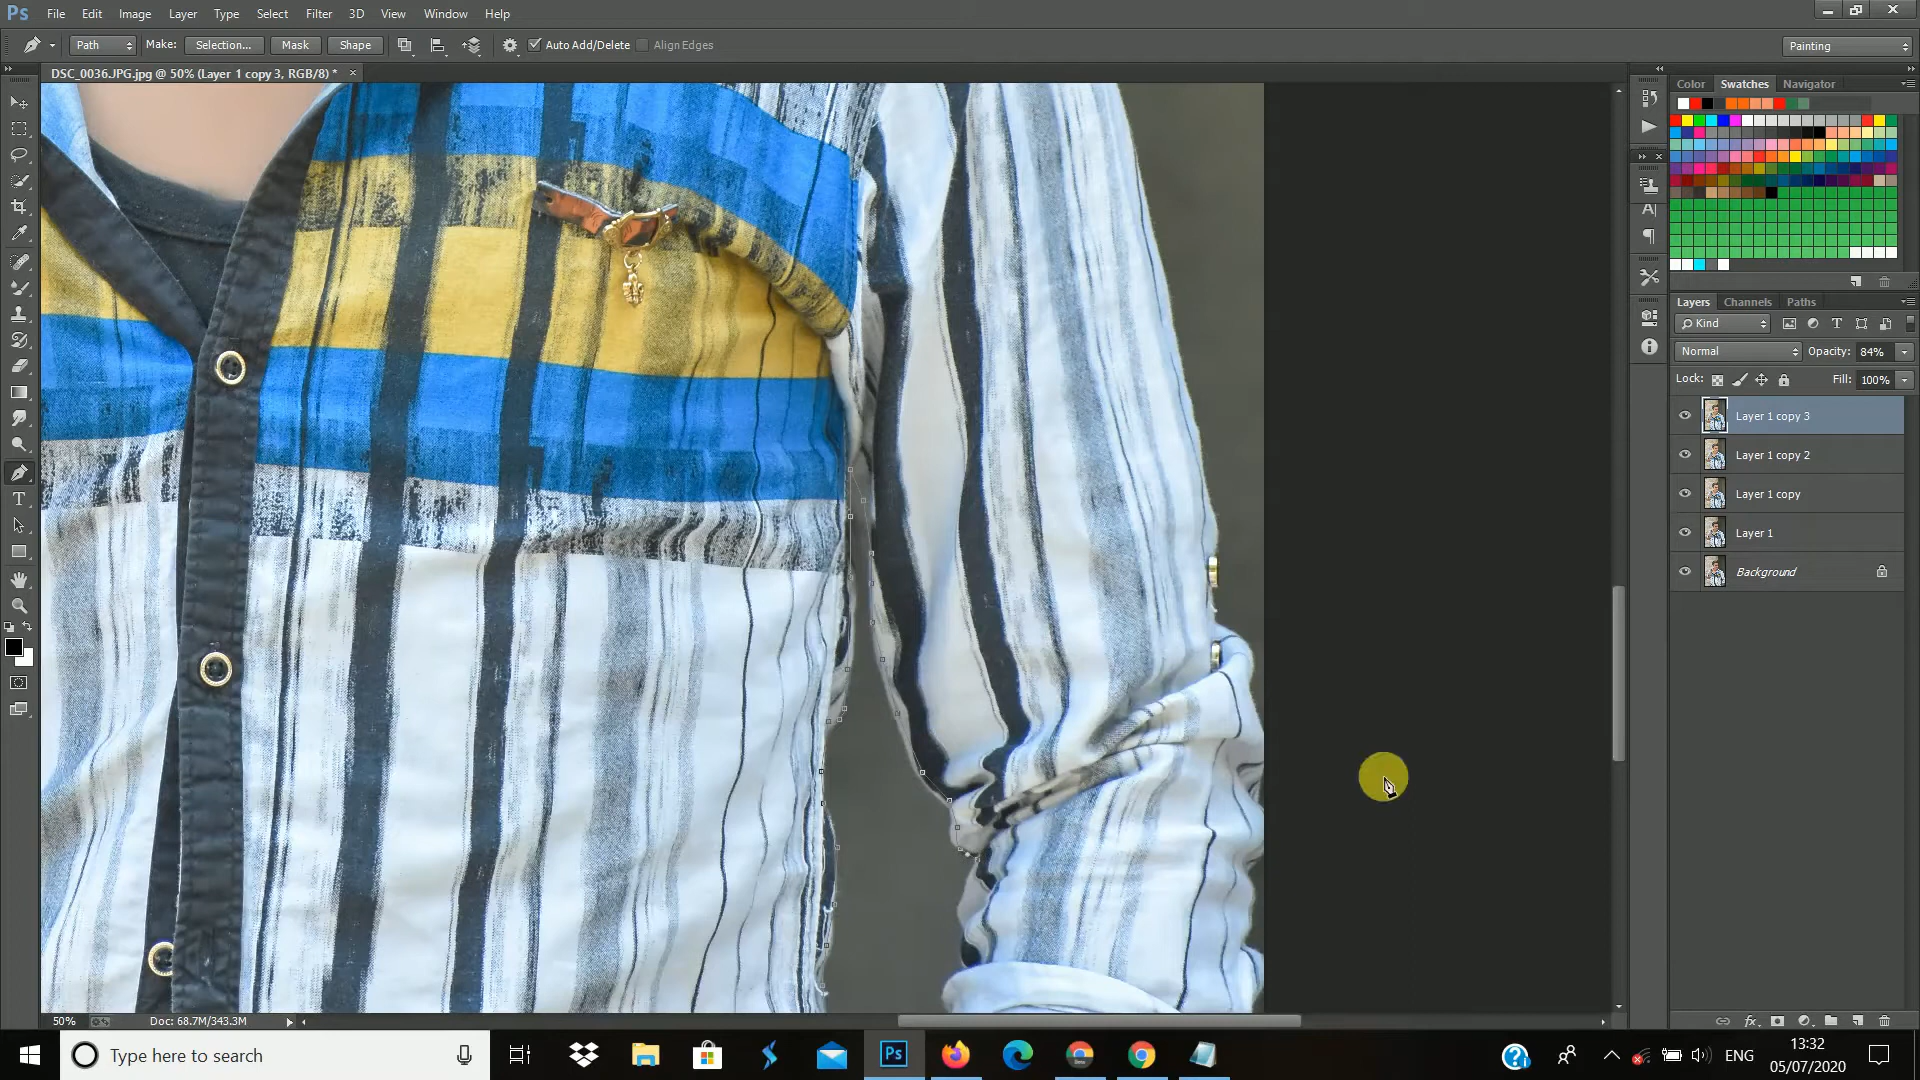 Ps File Edit Image Layer Type Select Filter 3D View Window Help
Path Make: Selection... Mask Shape Auto Add/Delete Align Edges Painting
DSC_0036.JPG.jpg @ 50% (Layer 1 copy 3, RGB/8) * ×
Color Swatches Navigator
Layers Channels Paths
Kind
Normal Opacity: 84%
Lock: Fill: 100%
Layer 1 copy 3
Layer 1 copy 2
Layer 1 copy
Layer 1
Background
50% Doc: 68.7M/343.3M
Type here to search
Ps
ENG
13:32
05/07/2020